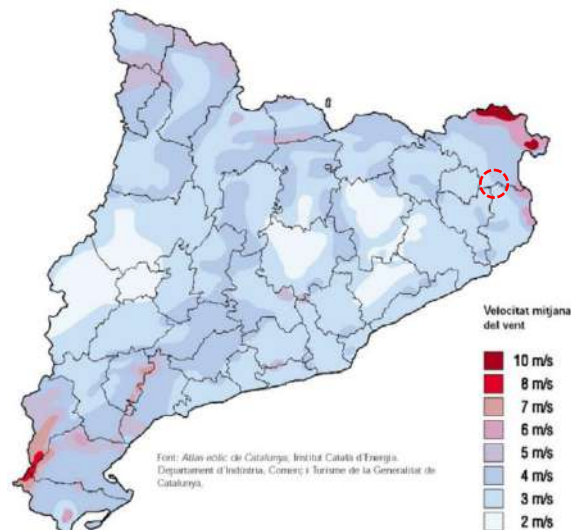 Velocitat mitjana
del vent
10 m/s
8 m/s
7 m/s
6 m/s
5 m/s
4 m/s
3 m/s
2 m/s
Font: Atlas eòlic de Catalunya, Institut Català d'Energia.
Departament d'Indústria, Comerç i Turisme de la Generalitat de
Catalunya.